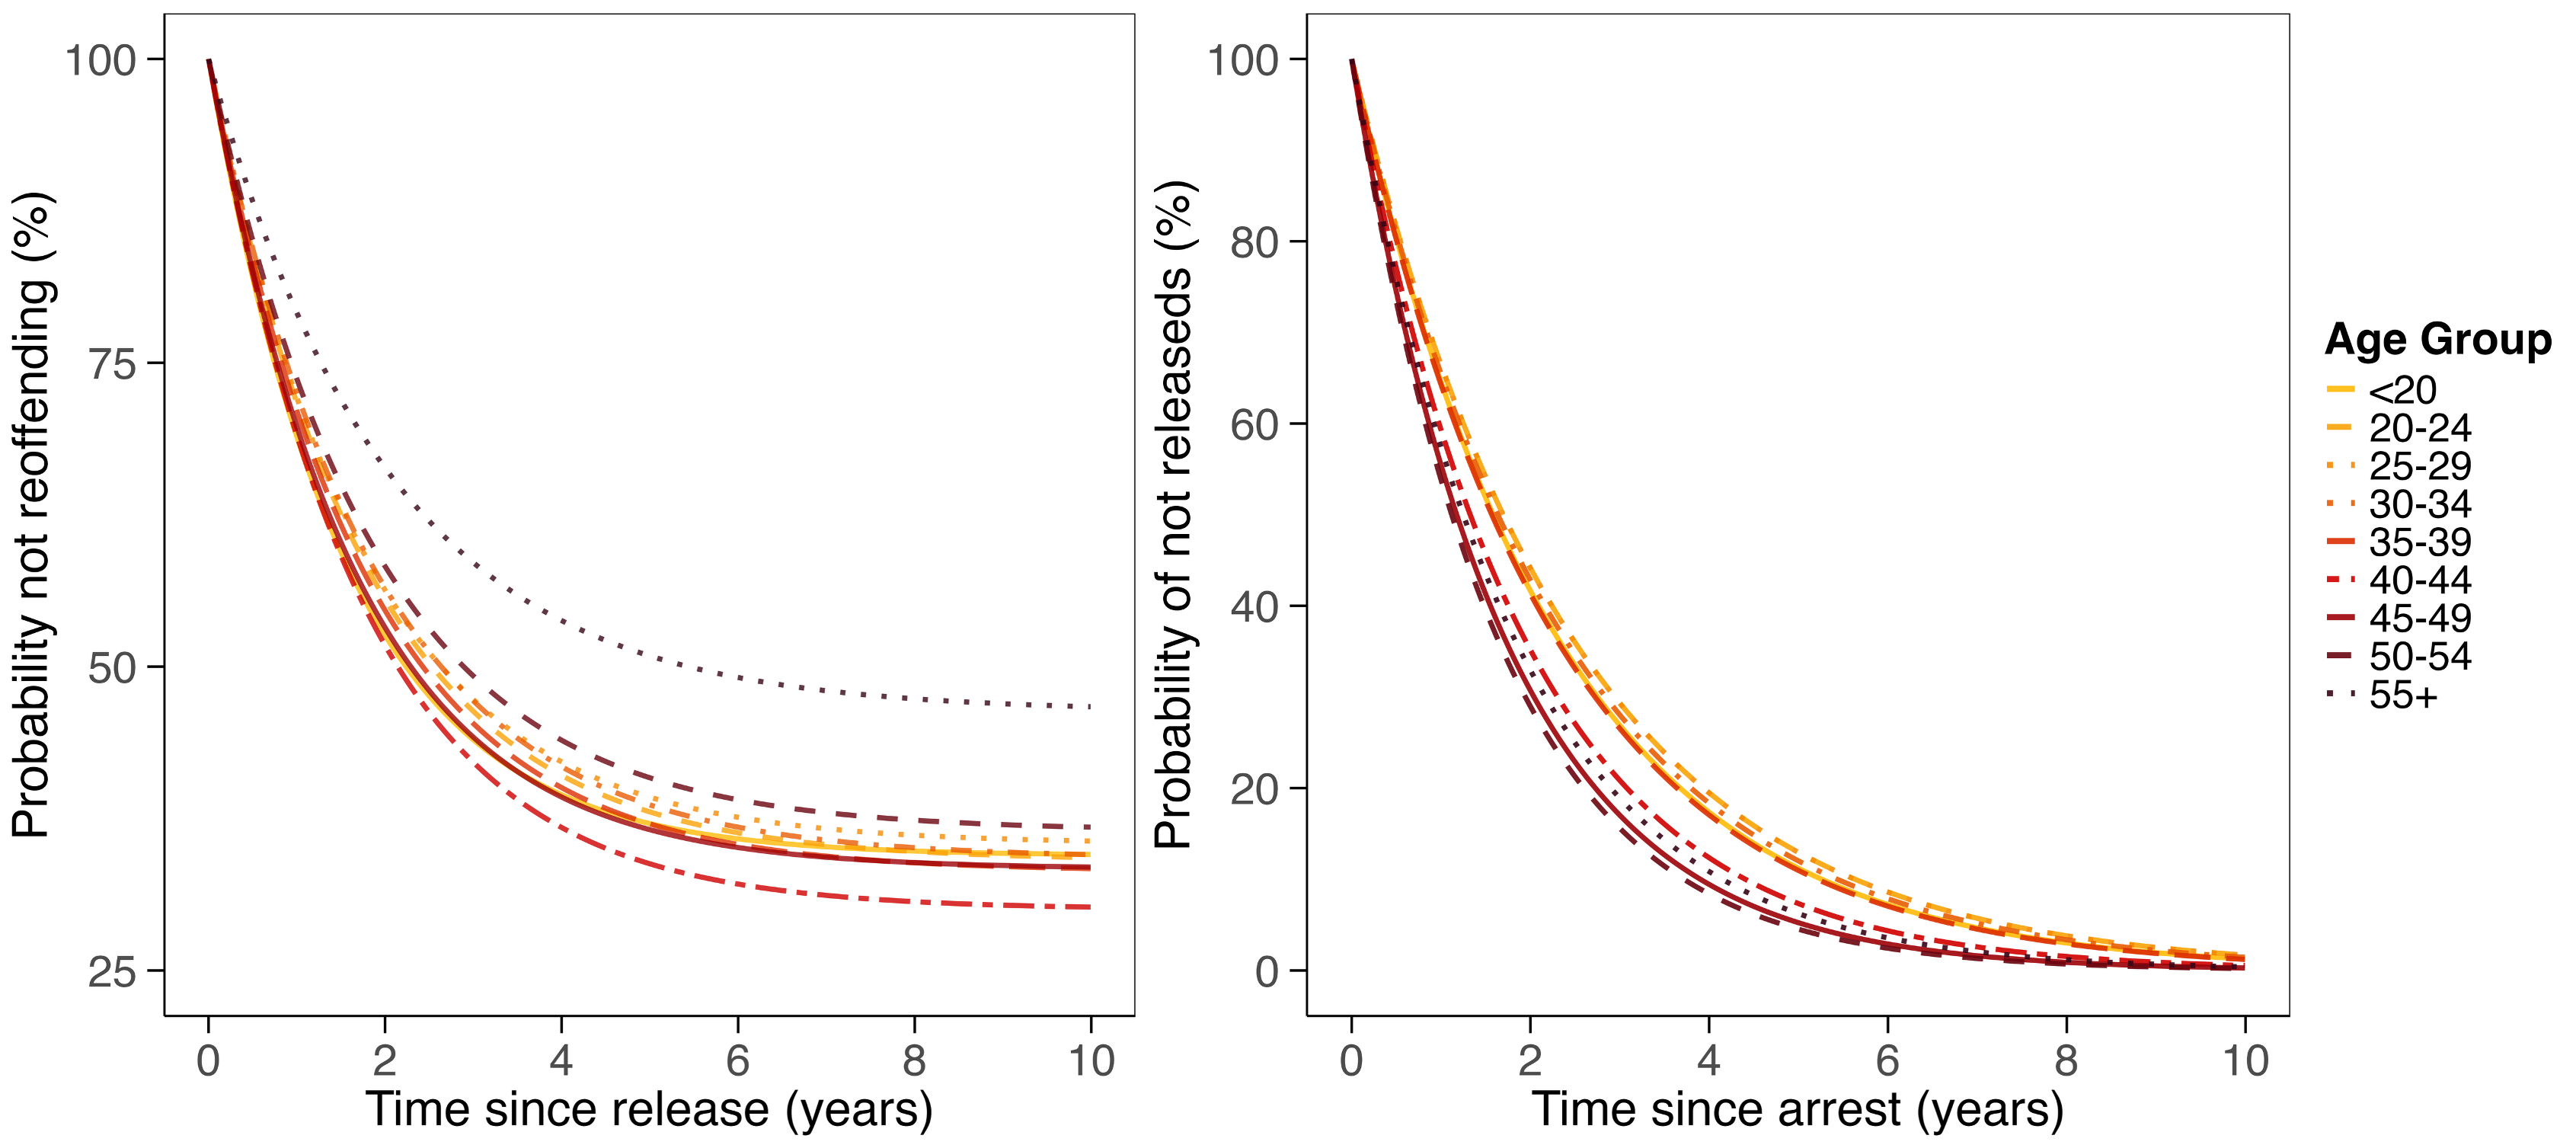 Probability not reoffending (%)
100
75
50
25
0 2 4 6 8 10
Time since release (years)
Probability of not releaseds (%)
100
80
60
40
20
0
0 2 4 6 8 10
Time since arrest (years)
Age Group
<20
20-24
25-29
30-34
35-39
40-44
45-49
50-54
55+